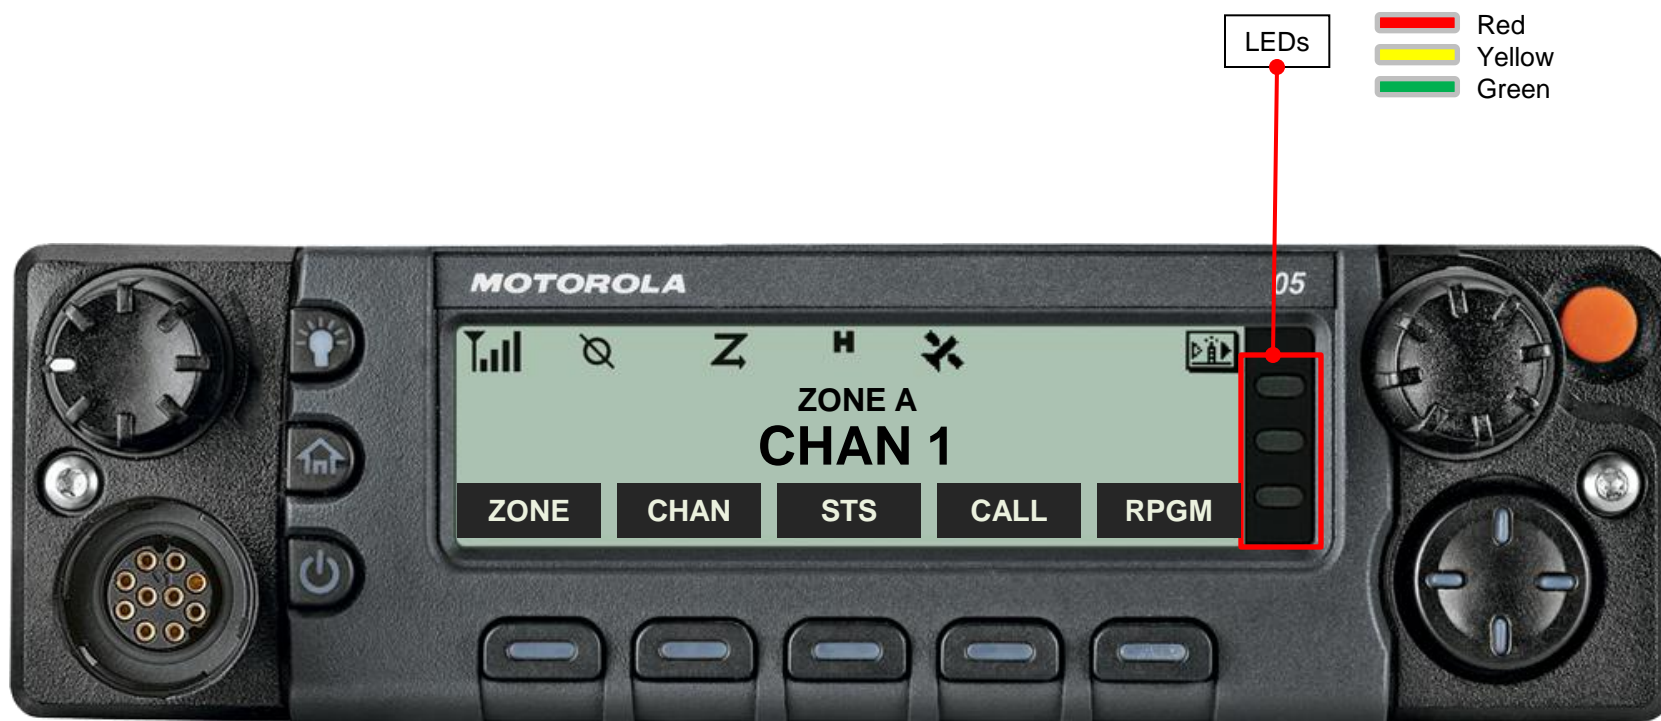 LEDs
Red
Yellow
Green
MOTOROLA
05
H
ZONE A
CHAN 1
ZONE CHAN STS CALL RPGM